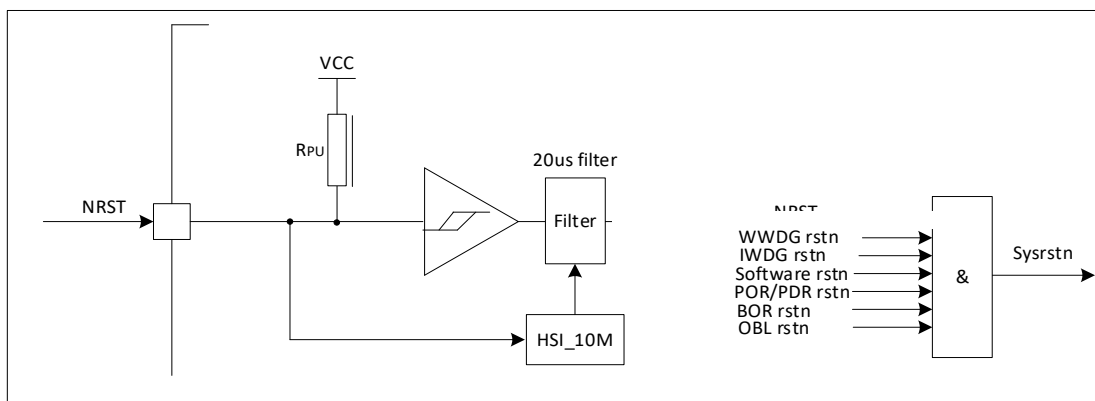 VCC
RPU
20us filter
NRST
Filter
HSI_10M
WWDG rstn
IWDG rstn
Software rstn
POR/PDR rstn
BOR rstn
OBL rstn
&
Sysrstn